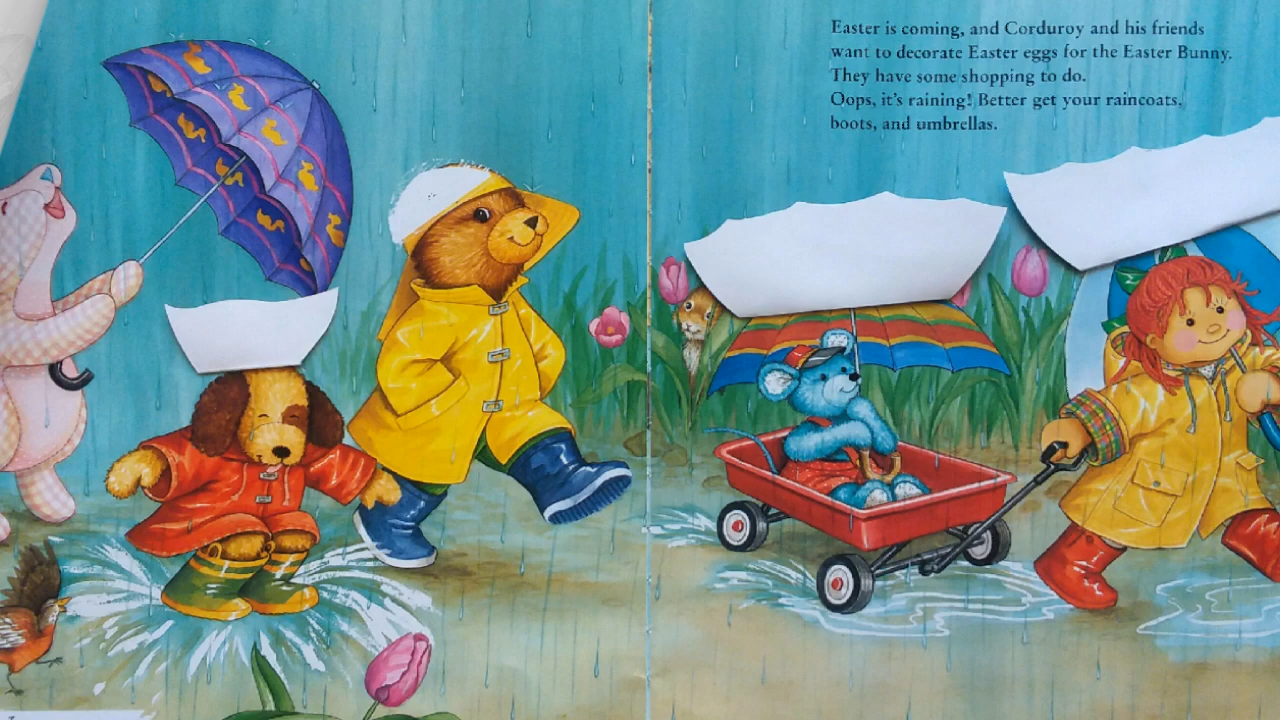 Easter is coming, and Corduroy and his friends
want to decorate Easter eggs for the Easter Bunny.
They have some shopping to do.
Oops, it's raining! Better get your raincoats,
boots, and umbrellas.